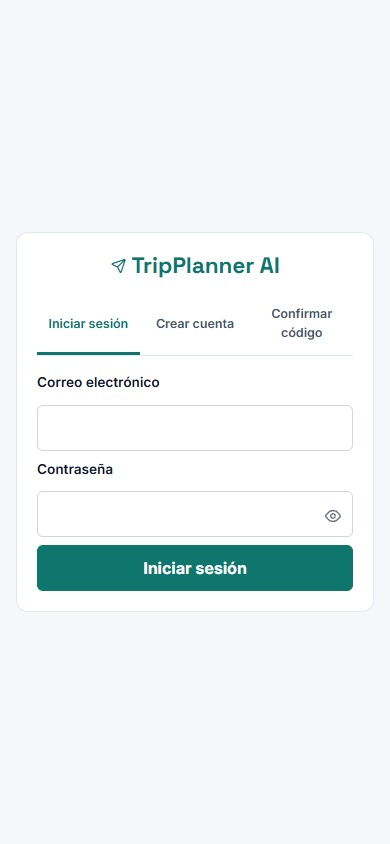 TripPlanner AI
Iniciar sesión
Crear cuenta
Confirmar
código
Correo electrónico
Contraseña
Iniciar sesión